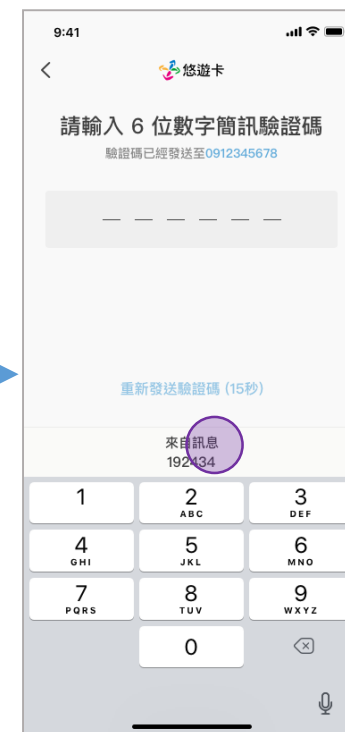 9:41
悠遊卡
請輸入 6 位數字簡訊驗證碼
驗證碼已經發送至0912345678
重新發送驗證碼 (15秒)
來自訊息
192434
1
2
ABC
3
DEF
4
GHI
5
JKL
6
MNO
7
PQRS
8
TUV
9
WXYZ
0